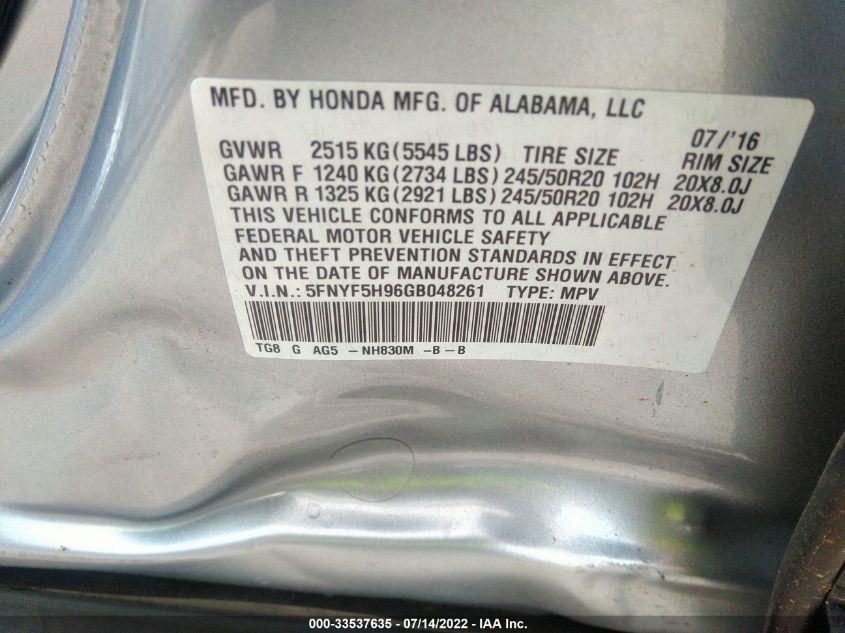 MFD. BY HONDA MFG. OF ALABAMA, LLC
07/'16
GVWR 2515 KG(5545 LBS) TIRE SIZE RIM SIZE
GAWR F 1240 KG(2734 LBS) 245/50R20 102H 20X8.0J
GAWR R 1325 KG(2921 LBS) 245/50R20 102H 20X8.0J
THIS VEHICLE CONFORMS TO ALL APPLICABLE
FEDERAL MOTOR VEHICLE SAFETY
AND THEFT PREVENTION STANDARDS IN EFFECT
ON THE DATE OF MANUFACTURE SHOWN ABOVE.
V.I.N.: 5FNYF5H96GB048261 TYPE: MPV
TG8 G AG5 - NH830M -B - B
000-33537635 - 07/14/2022 - IAA Inc.